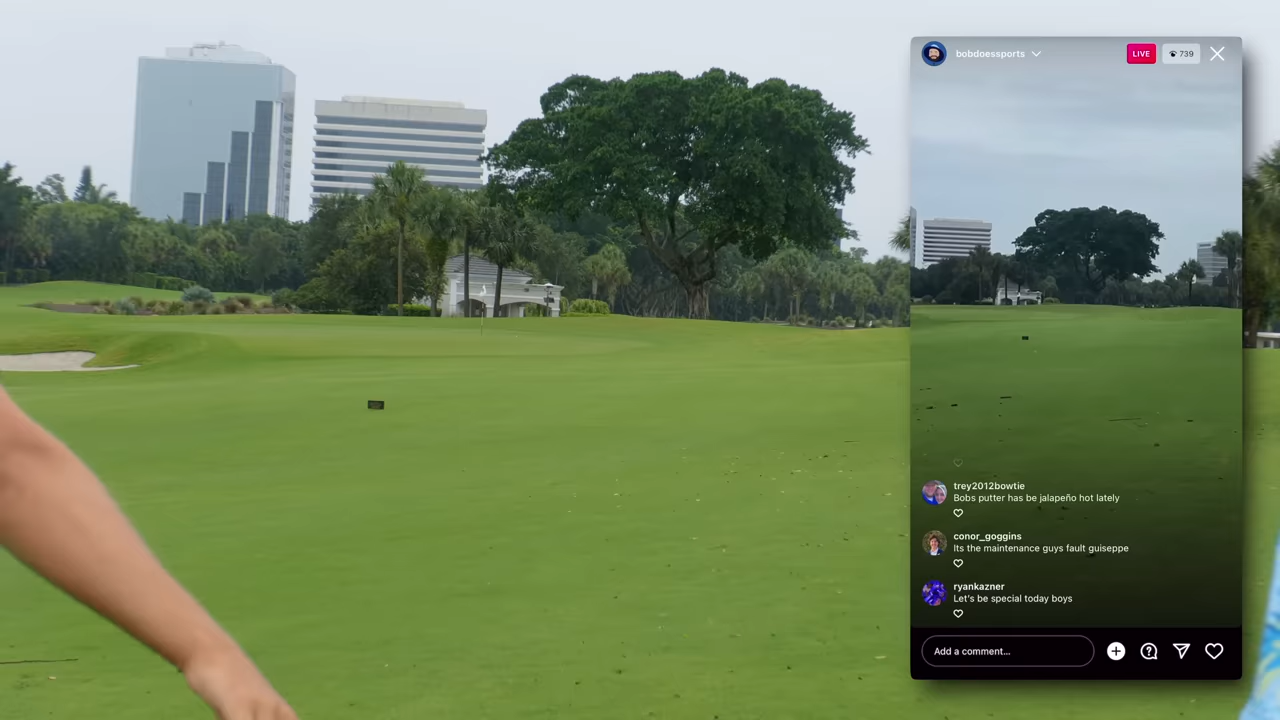 bobdoessports
LIVE
739
trey2012bowtie
Bobs putter has be jalapeño hot lately
conor_goggins
Its the maintenance guys fault guiseppe
ryankazner
Let's be special today boys
Add a comment...